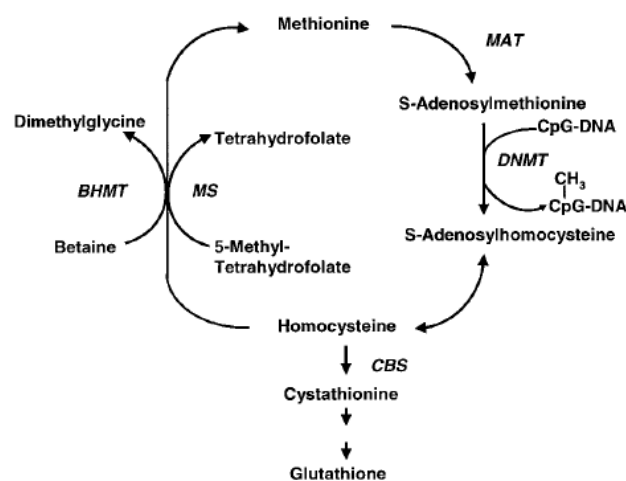 Methionine
MAT
S-Adenosylmethionine
Dimethylglycine
CpG-DNA
Tetrahydrofolate
DNMT
CH3
BHMT
MS
CpG-DNA
Betaine
5-Methyl-
Tetrahydrofolate
S-Adenosylhomocysteine
Homocysteine
CBS
Cystathionine
Glutathione